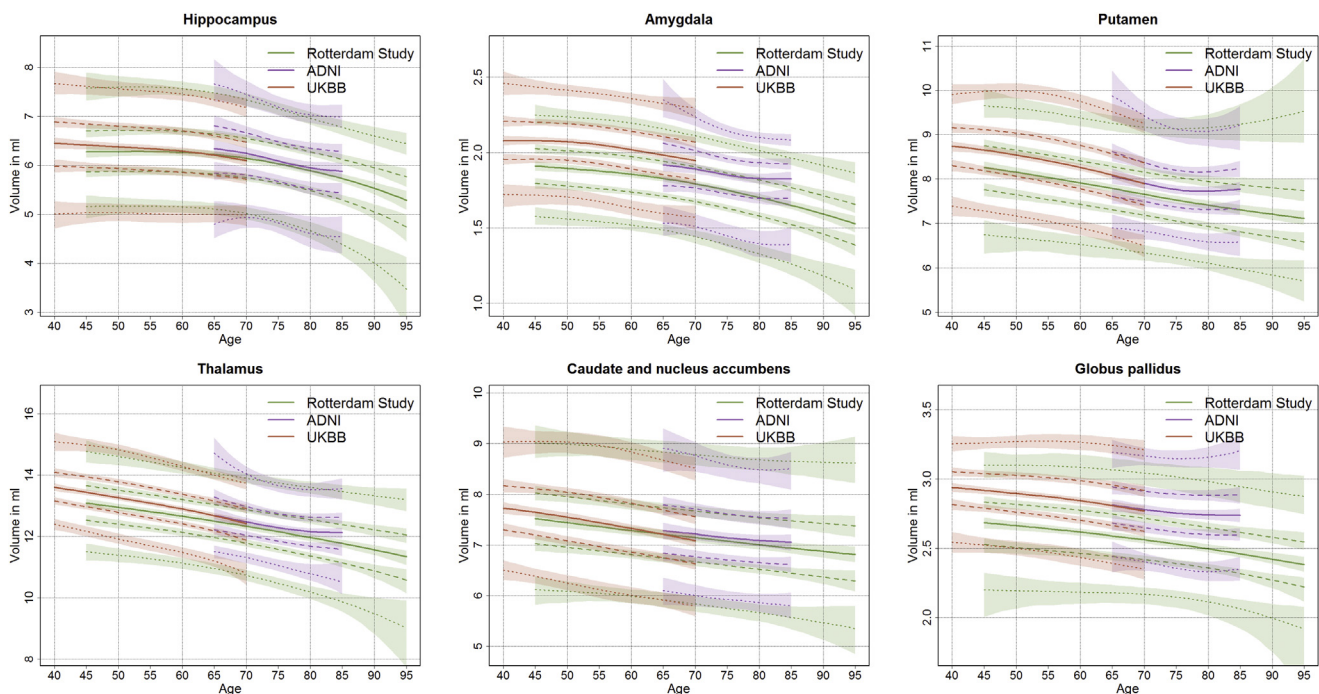 Hippocampus
Rotterdam Study
ADNI
UKBB
Volume in ml
8
7
6
5
4
3
40 45 50 55 60 65 70 75 80 85 90 95
Age
Amygdala
Rotterdam Study
ADNI
UKBB
Volume in ml
2.5
2.0
1.5
1.0
40 45 50 55 60 65 70 75 80 85 90 95
Age
Putamen
Rotterdam Study
ADNI
UKBB
Volume in ml
11
10
9
8
7
6
5
40 45 50 55 60 65 70 75 80 85 90 95
Age
Thalamus
Rotterdam Study
ADNI
UKBB
Volume in ml
16
14
12
10
8
40 45 50 55 60 65 70 75 80 85 90 95
Age
Caudate and nucleus accumbens
Rotterdam Study
ADNI
UKBB
Volume in ml
10
9
8
7
6
5
40 45 50 55 60 65 70 75 80 85 90 95
Age
Globus pallidus
Rotterdam Study
ADNI
UKBB
Volume in ml
3.5
3.0
2.5
2.0
40 45 50 55 60 65 70 75 80 85 90 95
Age